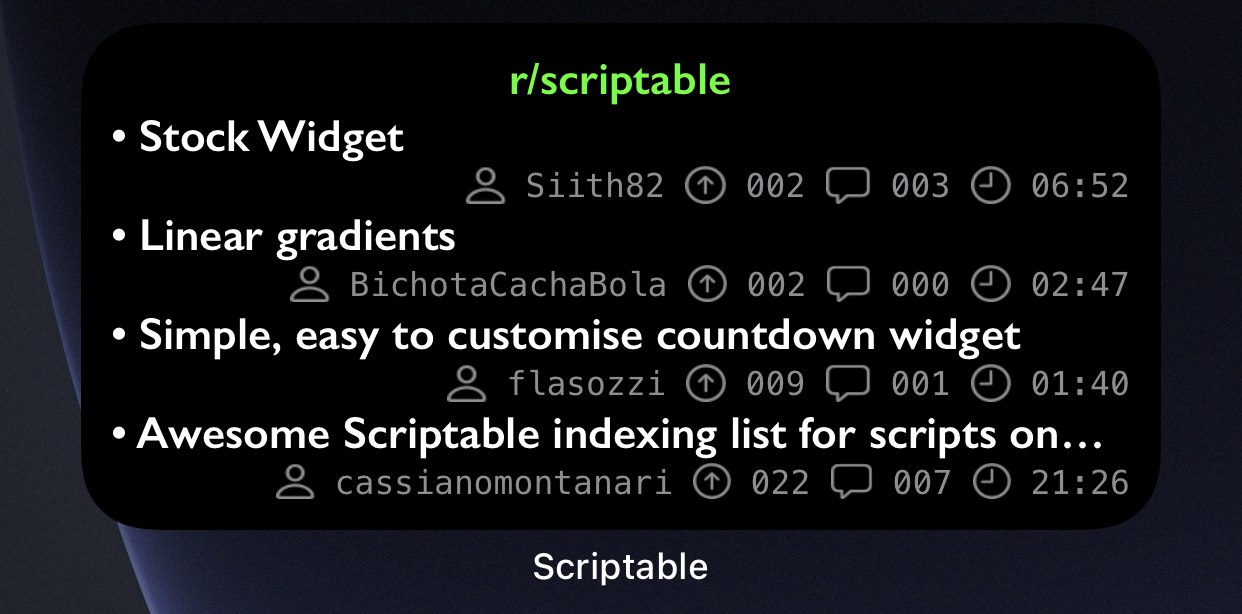 r/scriptable
• Stock Widget
Siith82 002 003 06:52
• Linear gradients
BichotaCachaBola 002 000 02:47
• Simple, easy to customise countdown widget
flasozzi 009 001 01:40
• Awesome Scriptable indexing list for scripts on…
cassianomontanari 022 007 21:26
Scriptable